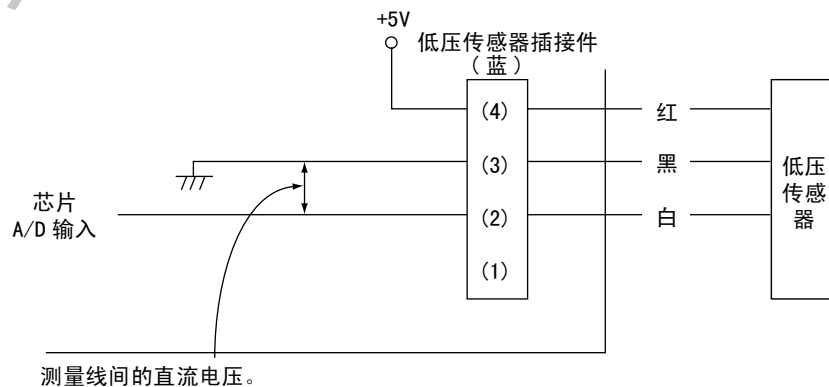 +5V
低压传感器插接件
（蓝）
(4)
红
(3)
黑
低压
传感
器
芯片
A/D 输入
(2)
白
(1)
测量线间的直流电压。